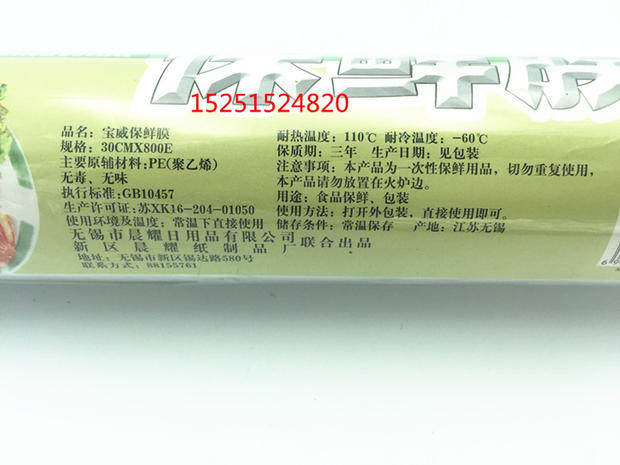 保鲜膜
15251524820
品名：宝威保鲜膜
规格：30CMX800E
主要原辅材料：PE(聚乙烯)
无毒、无味
执行标准：GB10457
生产许可证：苏XK16-204-01050
使用环境及温度：常温下直接使用
无锡市晨耀日用品有限公司
新区晨耀纸制品厂联合出品
地址：无锡市新区锡达路580号
联系方式：88155761
耐热温度：110℃ 耐冷温度：-60℃
保质期：三年 生产日期：见包装
注意事项：本产品为一次性保鲜用品，切勿重复使用，
本产品请勿放置在火炉边。
用途：食品保鲜、包装
使用方法：打开外包装，直接使用即可。
储存条件：常温保存 产地：江苏无锡